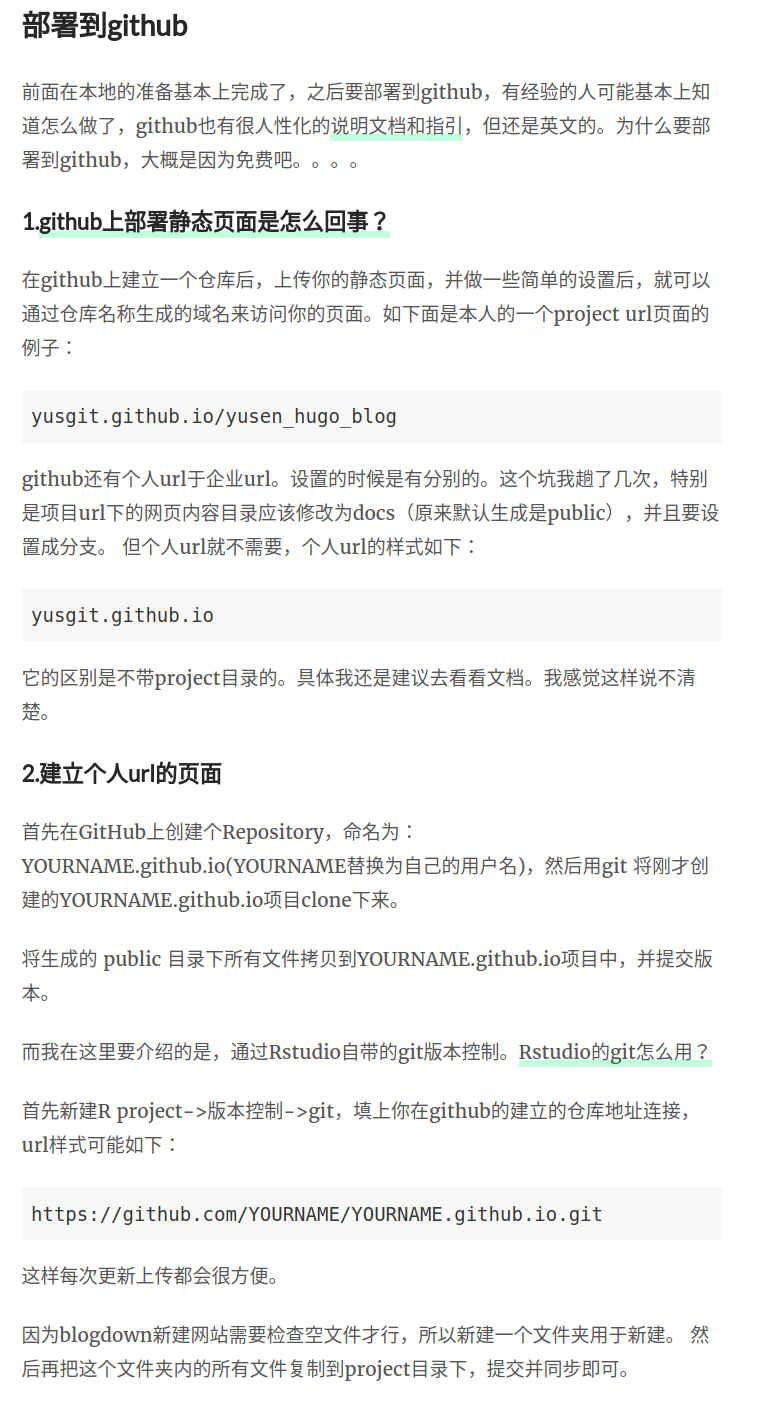 部署到github
前面在本地的准备基本上完成了，之后要部署到github，有经验的人可能基本上知
道怎么做了，github也有很人性化的说明文档和指引，但还是英文的。为什么要部
署到github，大概是因为免费吧。。。。
1.github上部署静态页面是怎么回事？
在github上建立一个仓库后，上传你的静态页面，并做一些简单的设置后，就可以
通过仓库名称生成的域名来访问你的页面。如下面是本人的一个project url页面的
例子：
yusgit.github.io/yusen_hugo_blog
github还有个人url于企业url。设置的时候是有分别的。这个坑我趟了几次，特别
是项目url下的网页内容目录应该修改为docs（原来默认生成是public），并且要设
置成分支。 但个人url就不需要，个人url的样式如下：
yusgit.github.io
它的区别是不带project目录的。具体我还是建议去看看文档。我感觉这样说不清
楚。
2.建立个人url的页面
首先在GitHub上创建个Repository，命名为：
YOURNAME.github.io(YOURNAME替换为自己的用户名)，然后用git 将刚才创
建的YOURNAME.github.io项目clone下来。
将生成的 public 目录下所有文件拷贝到YOURNAME.github.io项目中，并提交版
本。
而我在这里要介绍的是，通过Rstudio自带的git版本控制。Rstudio的git怎么用？
首先新建R project->版本控制->git，填上你在github的建立的仓库地址连接，
url样式可能如下：
https://github.com/YOURNAME/YOURNAME.github.io.git
这样每次更新上传都会很方便。
因为blogdown新建网站需要检查空文件才行，所以新建一个文件夹用于新建。 然
后再把这个文件夹内的所有文件复制到project目录下，提交并同步即可。